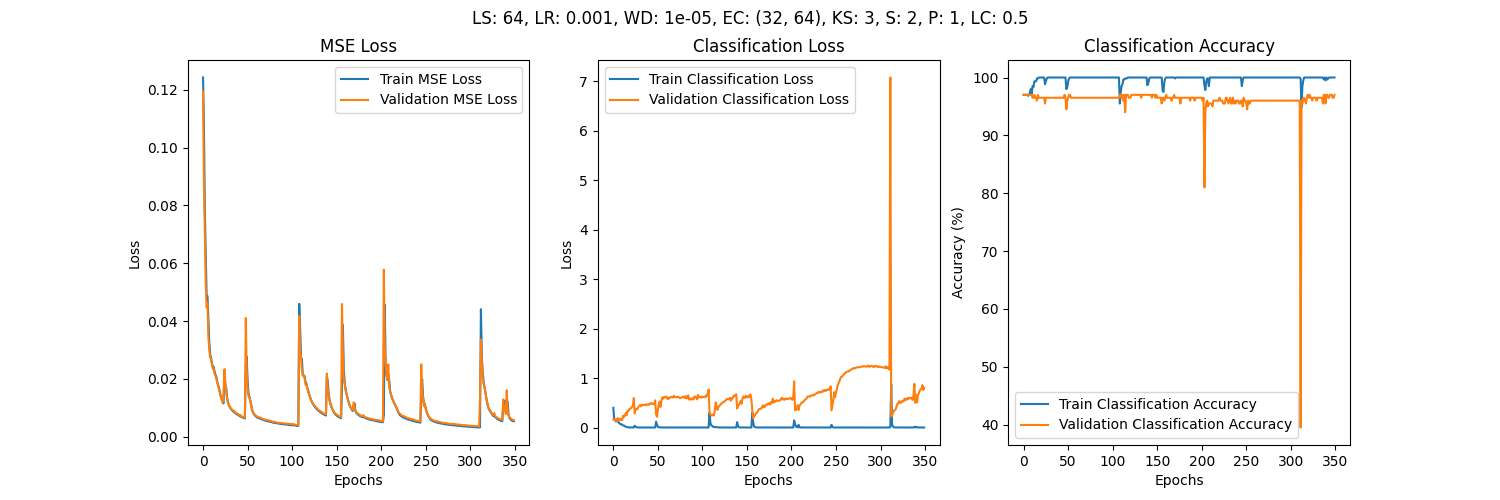 LS: 64, LR: 0.001, WD: 1e-05, EC: (32, 64), KS: 3, S: 2, P: 1, LC: 0.5
MSE Loss
Train MSE Loss
Validation MSE Loss
0.12
0.10
0.08
0.06
0.04
0.02
0.00
Loss
0 50 100 150 200 250 300 350
Epochs
Classification Loss
Train Classification Loss
Validation Classification Loss
7
6
5
4
3
2
1
0
Loss
0 50 100 150 200 250 300 350
Epochs
Classification Accuracy
100
90
80
70
60
50
40
Accuracy (%)
Train Classification Accuracy
Validation Classification Accuracy
0 50 100 150 200 250 300 350
Epochs